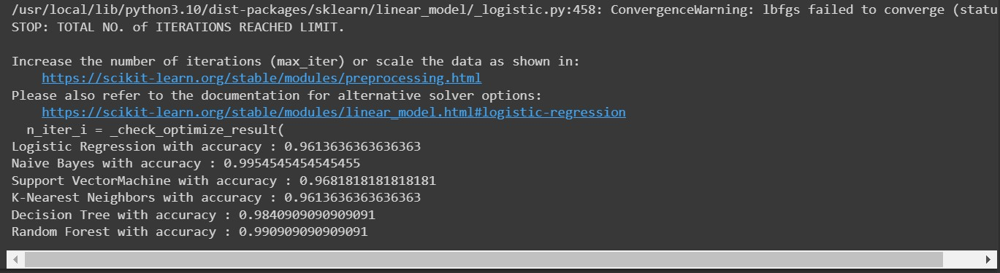 /usr/local/lib/python3.10/dist-packages/sklearn/linear_model/_logistic.py:458: ConvergenceWarning: lbfgs failed to converge (statu
STOP: TOTAL NO. of ITERATIONS REACHED LIMIT.
Increase the number of iterations (max_iter) or scale the data as shown in:
https://scikit-learn.org/stable/modules/preprocessing.html
Please also refer to the documentation for alternative solver options:
https://scikit-learn.org/stable/modules/linear_model.html#logistic-regression
n_iter_i = _check_optimize_result(
Logistic Regression with accuracy : 0.9613636363636363
Naive Bayes with accuracy : 0.9954545454545455
Support VectorMachine with accuracy : 0.9681818181818181
K-Nearest Neighbors with accuracy : 0.9613636363636363
Decision Tree with accuracy : 0.9840909090909091
Random Forest with accuracy : 0.990909090909091